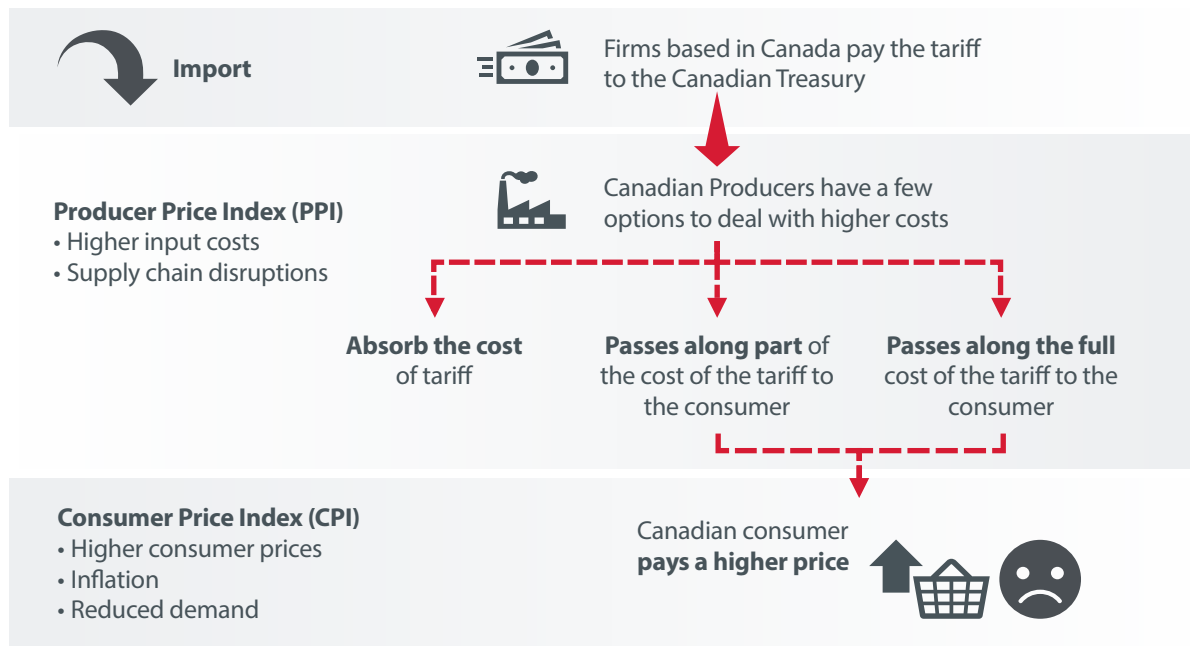 Import
Firms based in Canada pay the tariff
to the Canadian Treasury
Producer Price Index (PPI)
• Higher input costs
• Supply chain disruptions
Canadian Producers have a few
options to deal with higher costs
Absorb the cost
of tariff
Passes along part of
the cost of the tariff to
the consumer
Passes along the full
cost of the tariff to the
consumer
Consumer Price Index (CPI)
• Higher consumer prices
• Inflation
• Reduced demand
Canadian consumer
pays a higher price